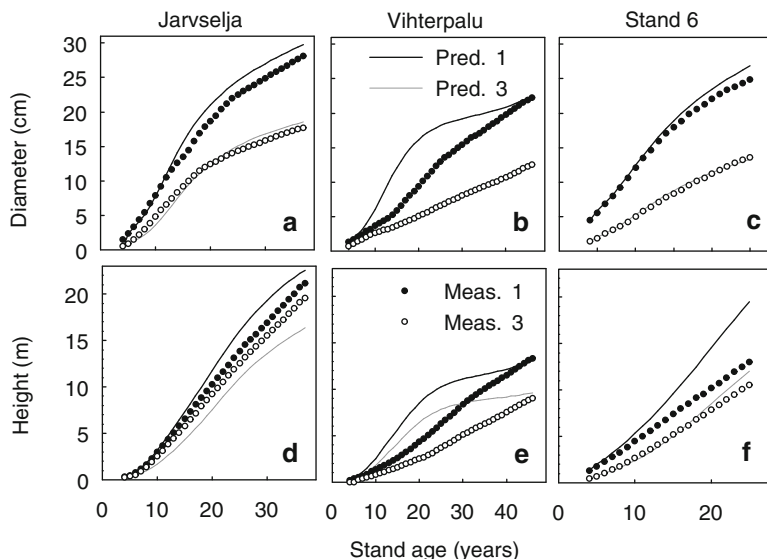 Jarvselja Vihterpalu Stand 6
Diameter (cm)
30
25
20
15
10
5
0
a
Pred. 1
Pred. 3
b
c
Height (m)
20
15
10
5
0
d
Meas. 1
Meas. 3
e
f
0 10 20 30 0 10 20 30 40 0 10 20
Stand age (years)